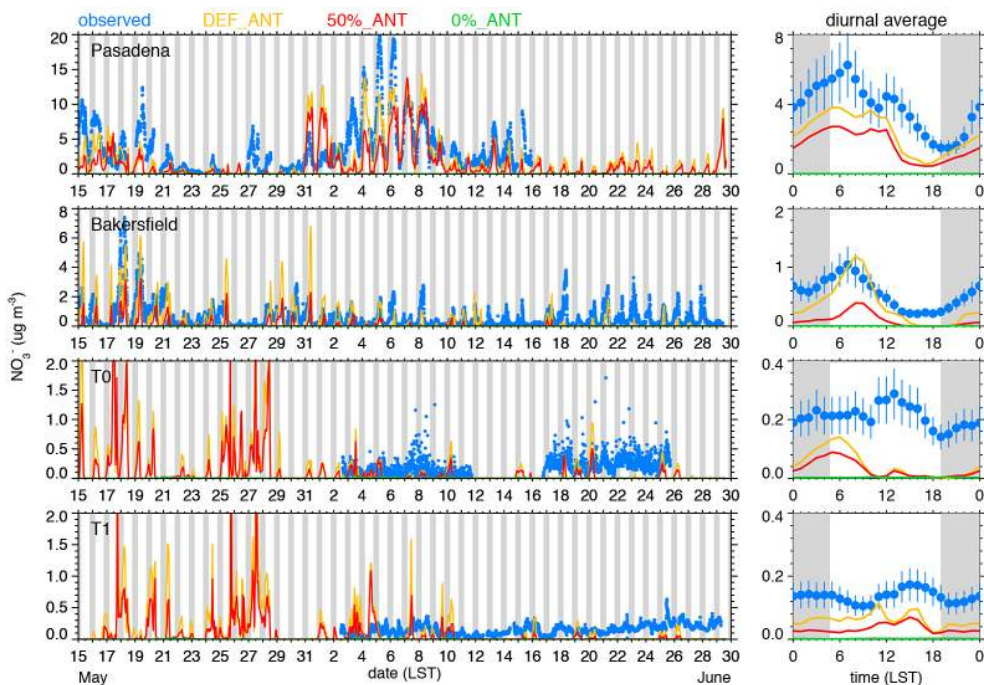 observed DEF_ANT 50%_ANT 0%_ANT diurnal average
Pasadena
20
15
10
5
0
15 17 19 21 23 25 27 29 31 2 4 6 8 10 12 14 16 18 20 22 24 26 28 30
8
4
0
0 6 12 18 0
Bakersfield
8
6
4
2
0
15 17 19 21 23 25 27 29 31 2 4 6 8 10 12 14 16 18 20 22 24 26 28 30
2
1
0
0 6 12 18 0
NO3- (ug m-3)
T0
2.0
1.5
1.0
0.5
0.0
15 17 19 21 23 25 27 29 31 2 4 6 8 10 12 14 16 18 20 22 24 26 28 30
0.4
0.2
0.0
0 6 12 18 0
T1
2.0
1.5
1.0
0.5
0.0
15 17 19 21 23 25 27 29 31 2 4 6 8 10 12 14 16 18 20 22 24 26 28 30
0.4
0.2
0.0
0 6 12 18 0
May date (LST) June time (LST)